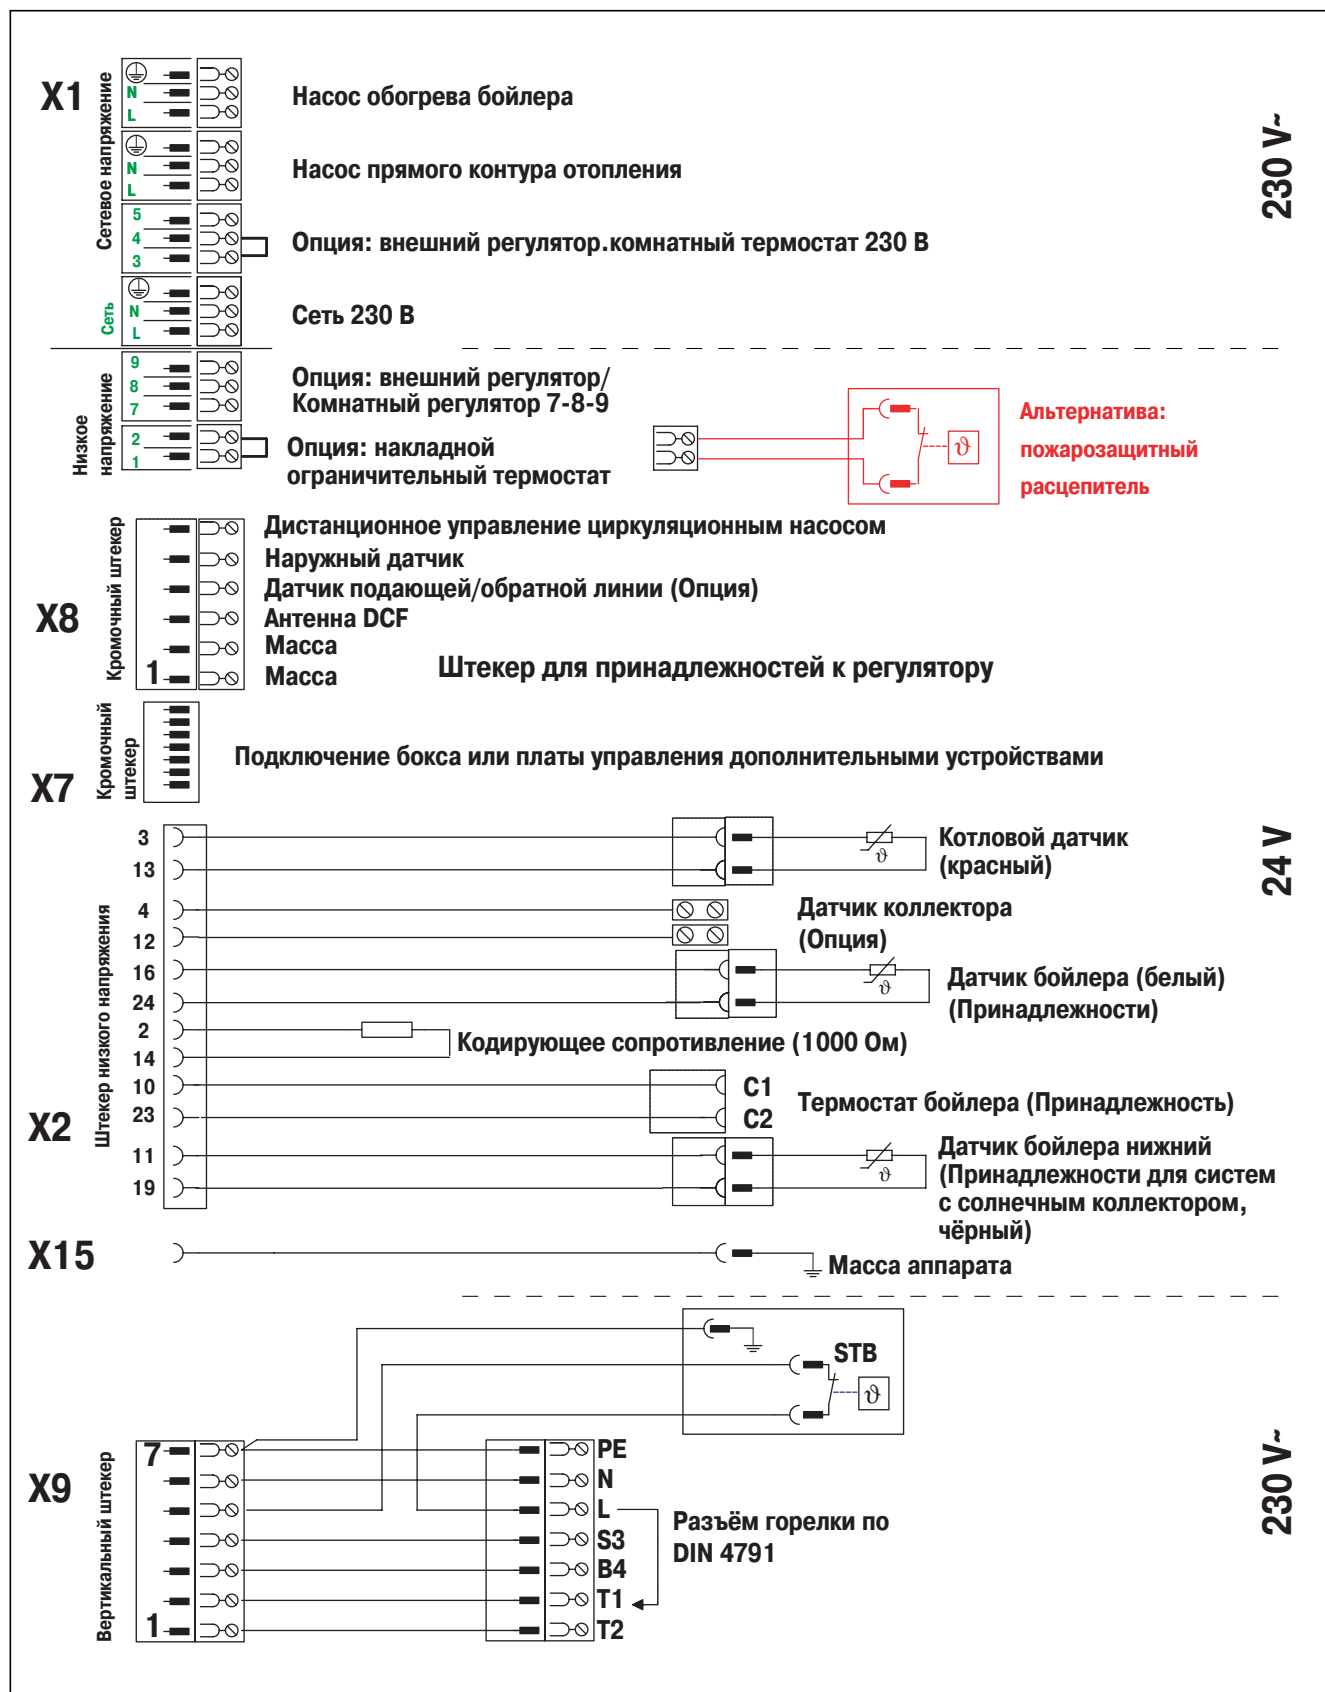 X1
Сетевое напряжение
N
L
Насос обогрева бойлера
230 V~
N
L
Насос прямого контура отопления
5
4
3
Опция: внешний регулятор.комнатный термостат 230 В
Сеть
N
L
Сеть 230 В
Низкое
напряжение
9
8
7
Опция: внешний регулятор/
Комнатный регулятор 7-8-9
2
1
Опция: накладной
ограничительный термостат
ϑ
Альтернатива:
пожарозащитный
расцепитель
X8
Кромочный штекер
1
Дистанционное управление циркуляционным насосом
Наружный датчик
Датчик подающей/обратной линии (Опция)
Антенна DCF
Масса
Масса
Штекер для принадлежностей к регулятору
X7
Кромочный
штекер
Подключение бокса или платы управления дополнительными устройствами
24 V
X2
Штекер низкого напряжения
3
13
ϑ
Котловой датчик
(красный)
4
12
Датчик коллектора
(Опция)
16
24
ϑ
Датчик бойлера (белый)
(Принадлежности)
2
14
Кодирующее сопротивление (1000 Ом)
10
23
C1
C2
Термостат бойлера (Принадлежность)
11
19
ϑ
Датчик бойлера нижний
(Принадлежности для систем
с солнечным коллектором,
чёрный)
X15
Масса аппарата
STB
ϑ
X9
Вертикальный штекер
7
1
PE
N
L
S3
B4
T1
T2
Разъём горелки по
DIN 4791
230 V~